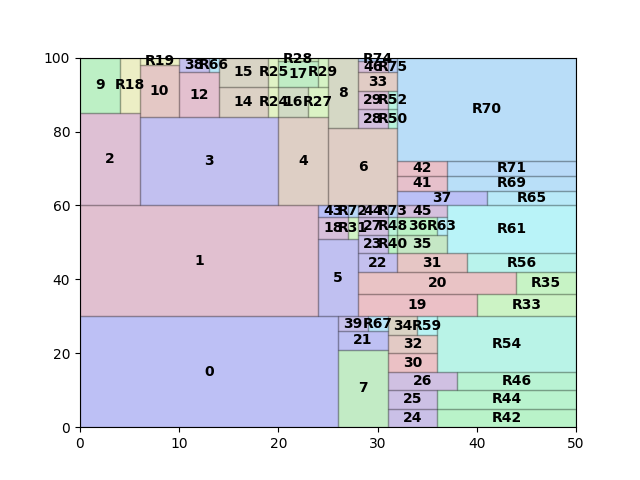 100
R19 38 R66 R28 R74 46 R75
9 R18 15 R25 17 R29 33 R70
10 12 8
14 R24 16 R27 29 R52
28 R50
80
2 3 4 6 42 R71
41 R69
37 R65
60
43 R72 44 R73 45
18 R31 27 R48 36 R63 R61
23 R40 35
1 5 22 31 R56
40
20 R35
19 R33
39 R67 34 R59
21 32 R54
20
0 30
7 26 R46
25 R44
24 R42
0
0 10 20 30 40 50